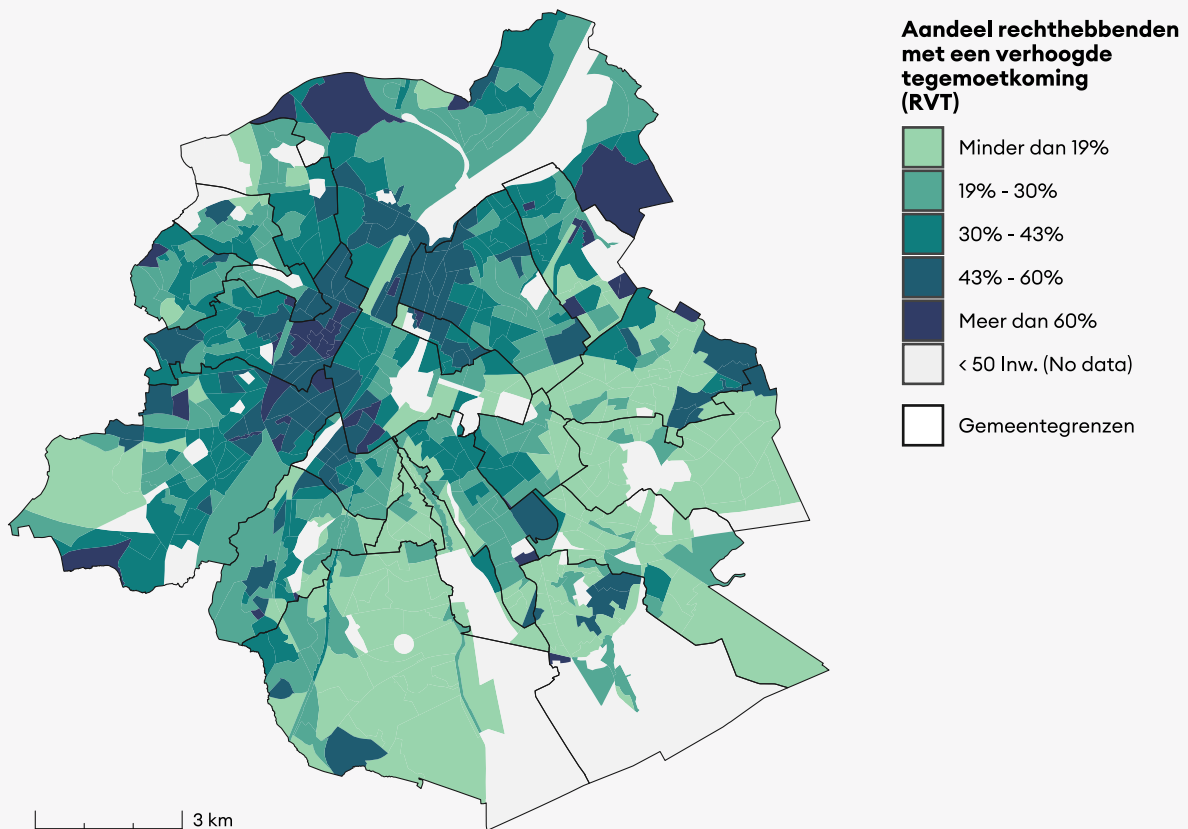 Aandeel rechthebbenden
met een verhoogde
tegemoetkoming
(RVT)
Minder dan 19%
19% - 30%
30% - 43%
43% - 60%
Meer dan 60%
< 50 Inw. (No data)
Gemeentegrenzen
3 km